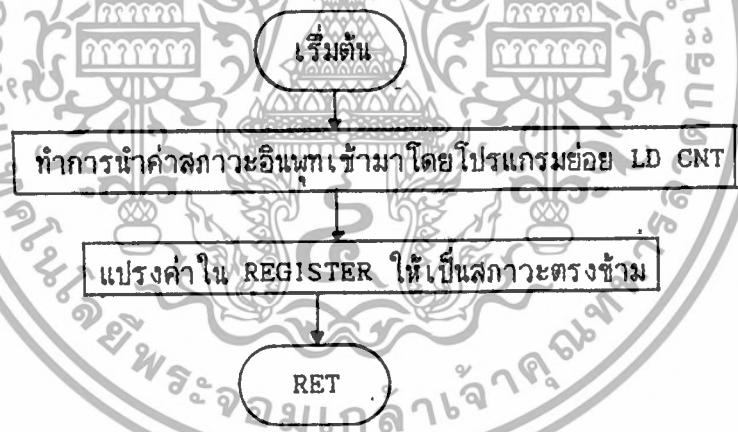 เริ่มต้น
ทำการนำค่าสภาวะอินพุทเข้ามาโดยโปรแกรมย่อย LD CNT
แปรงค่าใน REGISTER ให้เป็นสภาวะตรงข้าม
RET